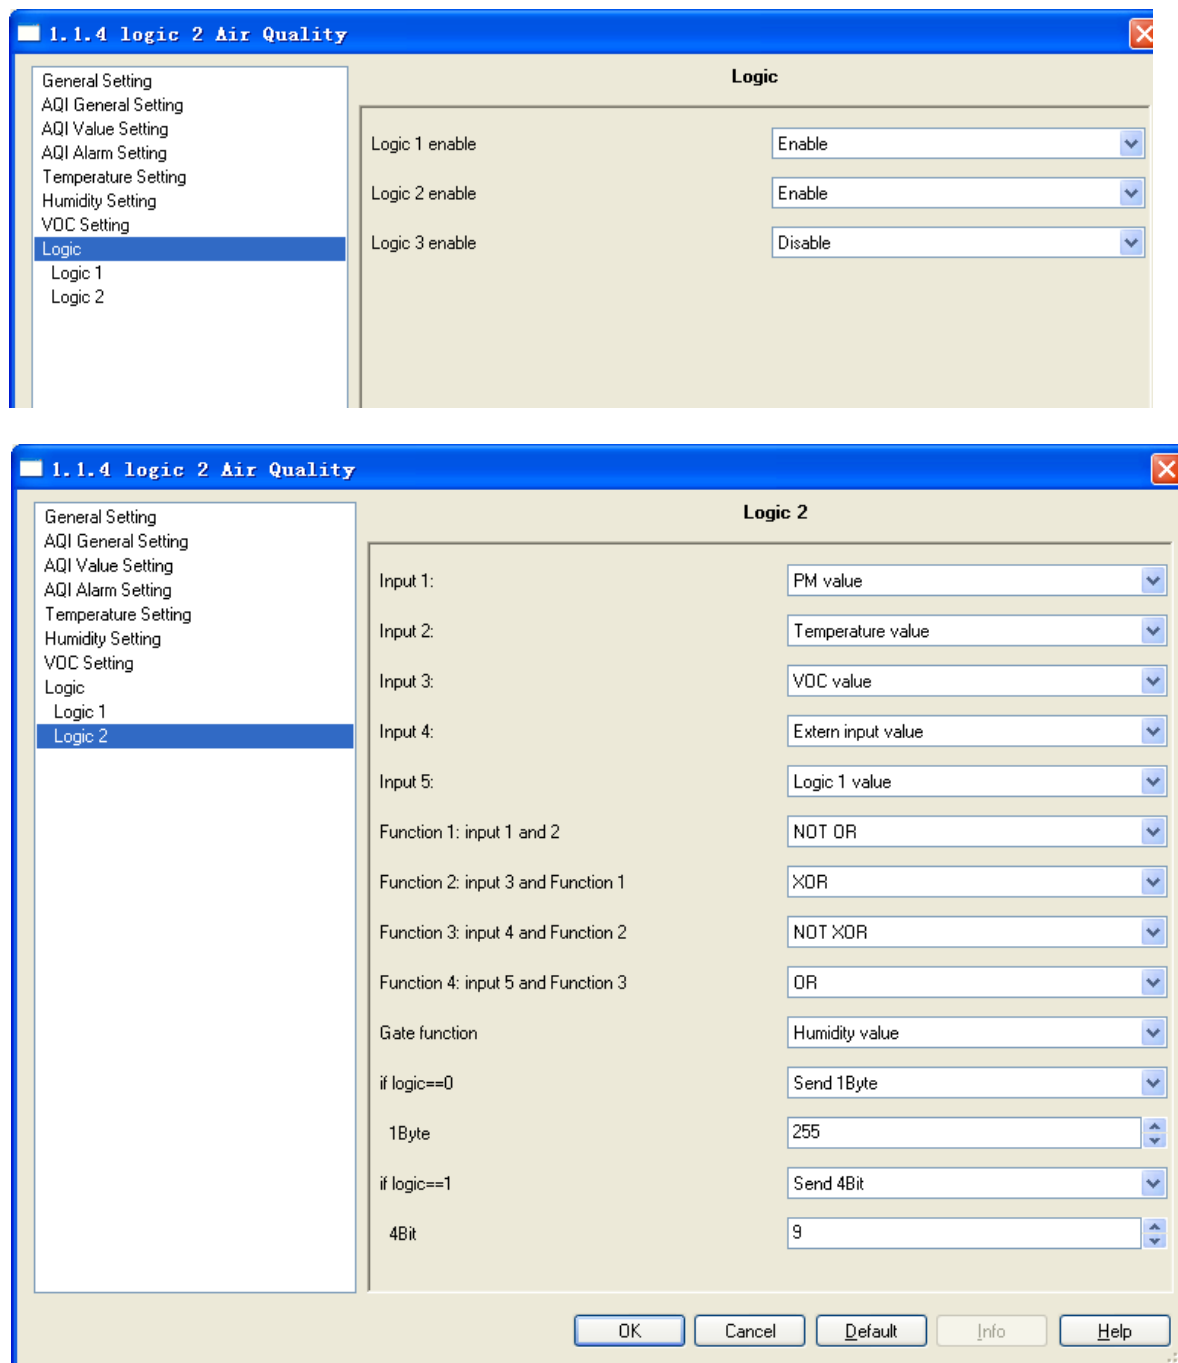 1.1.4 logic 2 Air Quality
General Setting
AQI General Setting
AQI Value Setting
AQI Alarm Setting
Temperature Setting
Humidity Setting
VOC Setting
Logic
Logic 1
Logic 2
Logic
Logic 1 enable Enable
Logic 2 enable Enable
Logic 3 enable Disable
1.1.4 logic 2 Air Quality
General Setting
AQI General Setting
AQI Value Setting
AQI Alarm Setting
Temperature Setting
Humidity Setting
VOC Setting
Logic
Logic 1
Logic 2
Logic 2
Input 1: PM value
Input 2: Temperature value
Input 3: VOC value
Input 4: Extern input value
Input 5: Logic 1 value
Function 1: input 1 and 2 NOT OR
Function 2: input 3 and Function 1 XOR
Function 3: input 4 and Function 2 NOT XOR
Function 4: input 5 and Function 3 OR
Gate function Humidity value
if logic==0 Send 1Byte
1Byte 255
if logic==1 Send 4Bit
4Bit 9
OK Cancel Default Info Help